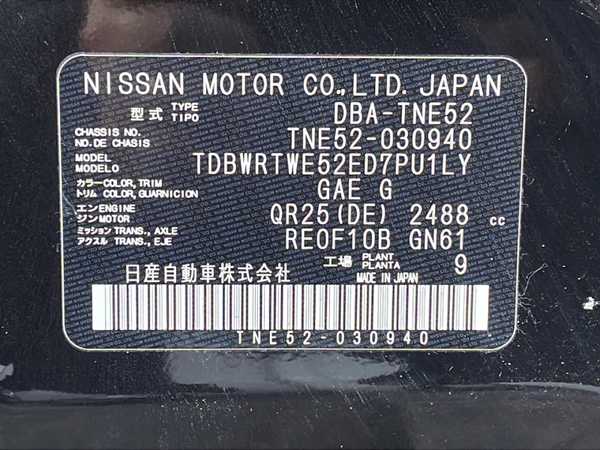 NISSAN MOTOR CO.,LTD. JAPAN
型式 TYPE TIPO DBA-TNE52
CHASSIS NO. NO.DE CHASIS TNE52-030940
MODEL MODELO TDBWRTWE52ED7PU1LY
カラー COLOR, TRIM トリム COLOR, GUARNICION GAE G
エンジン ENGINE MOTOR QR25(DE) 2488 cc
ミッション TRANS., AXLE アクスル TRANS., EJE RE0F10B GN61
日産自動車株式会社 工場 PLANT PLANTA 9
MADE IN JAPAN
TNE52-030940